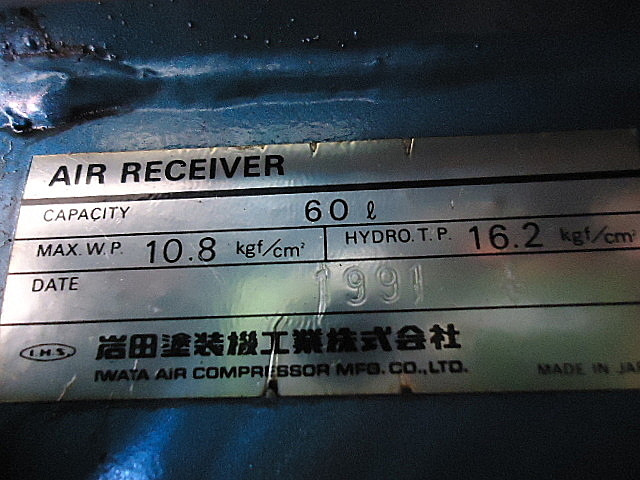 AIR RECEIVER
CAPACITY 60 ℓ
MAX. W. P. 10.8 kgf/cm² HYDRO. T. P. 16.2 kgf/cm²
DATE 1991
I.H.S 岩田塗装機工業株式会社
IWATA AIR COMPRESSOR MFG. CO., LTD. MADE IN JA